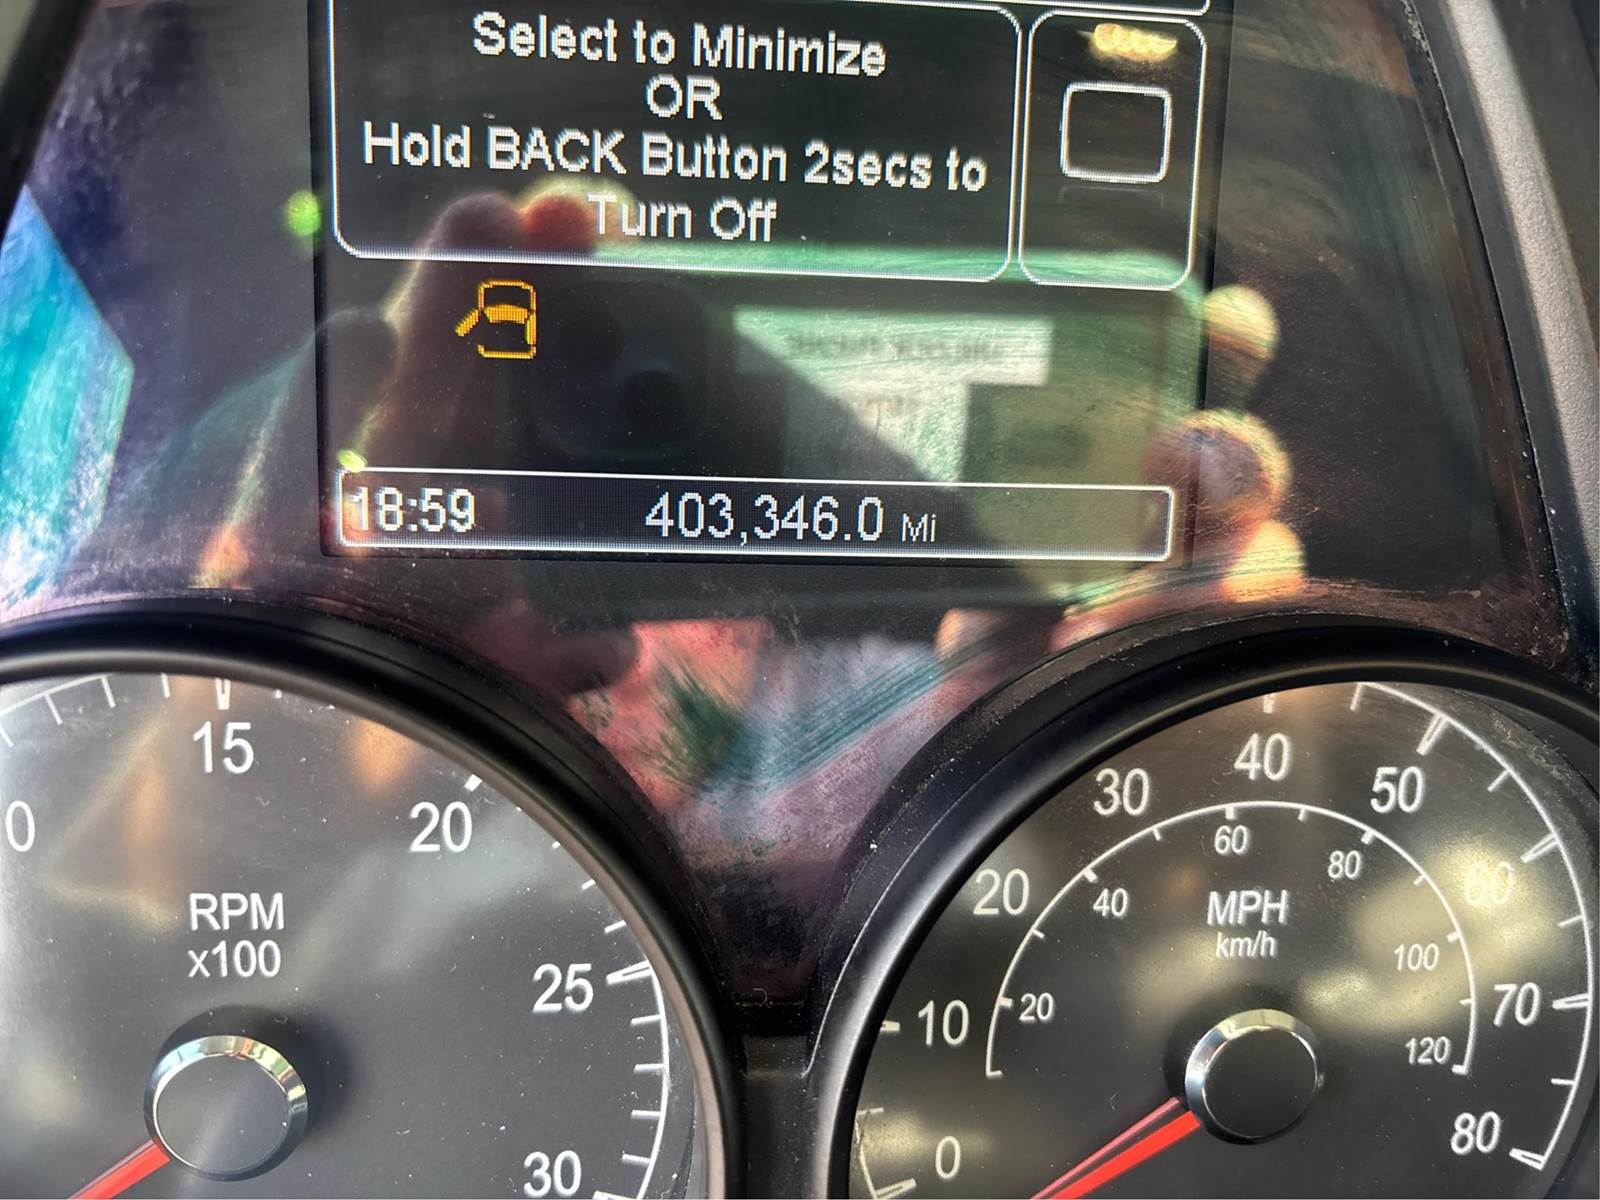 Select to Minimize
OR
Hold BACK Button 2secs to
Turn Off
18:59 403,346.0 Mi
15
20
RPM
x100
25
30
0
10
20
30
40
50
60
70
80
20
40
60
80
100
120
MPH
km/h